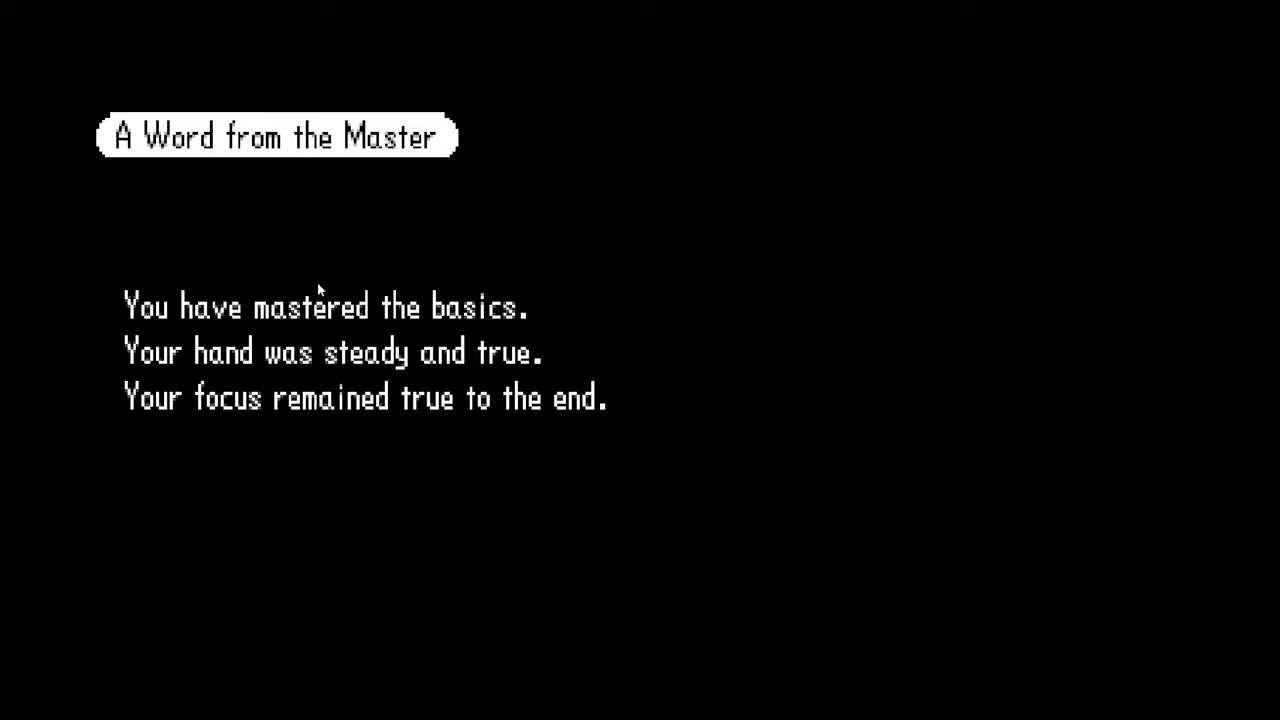 A Word from the Master
You have mastered the basics.
Your hand was steady and true.
Your focus remained true to the end.